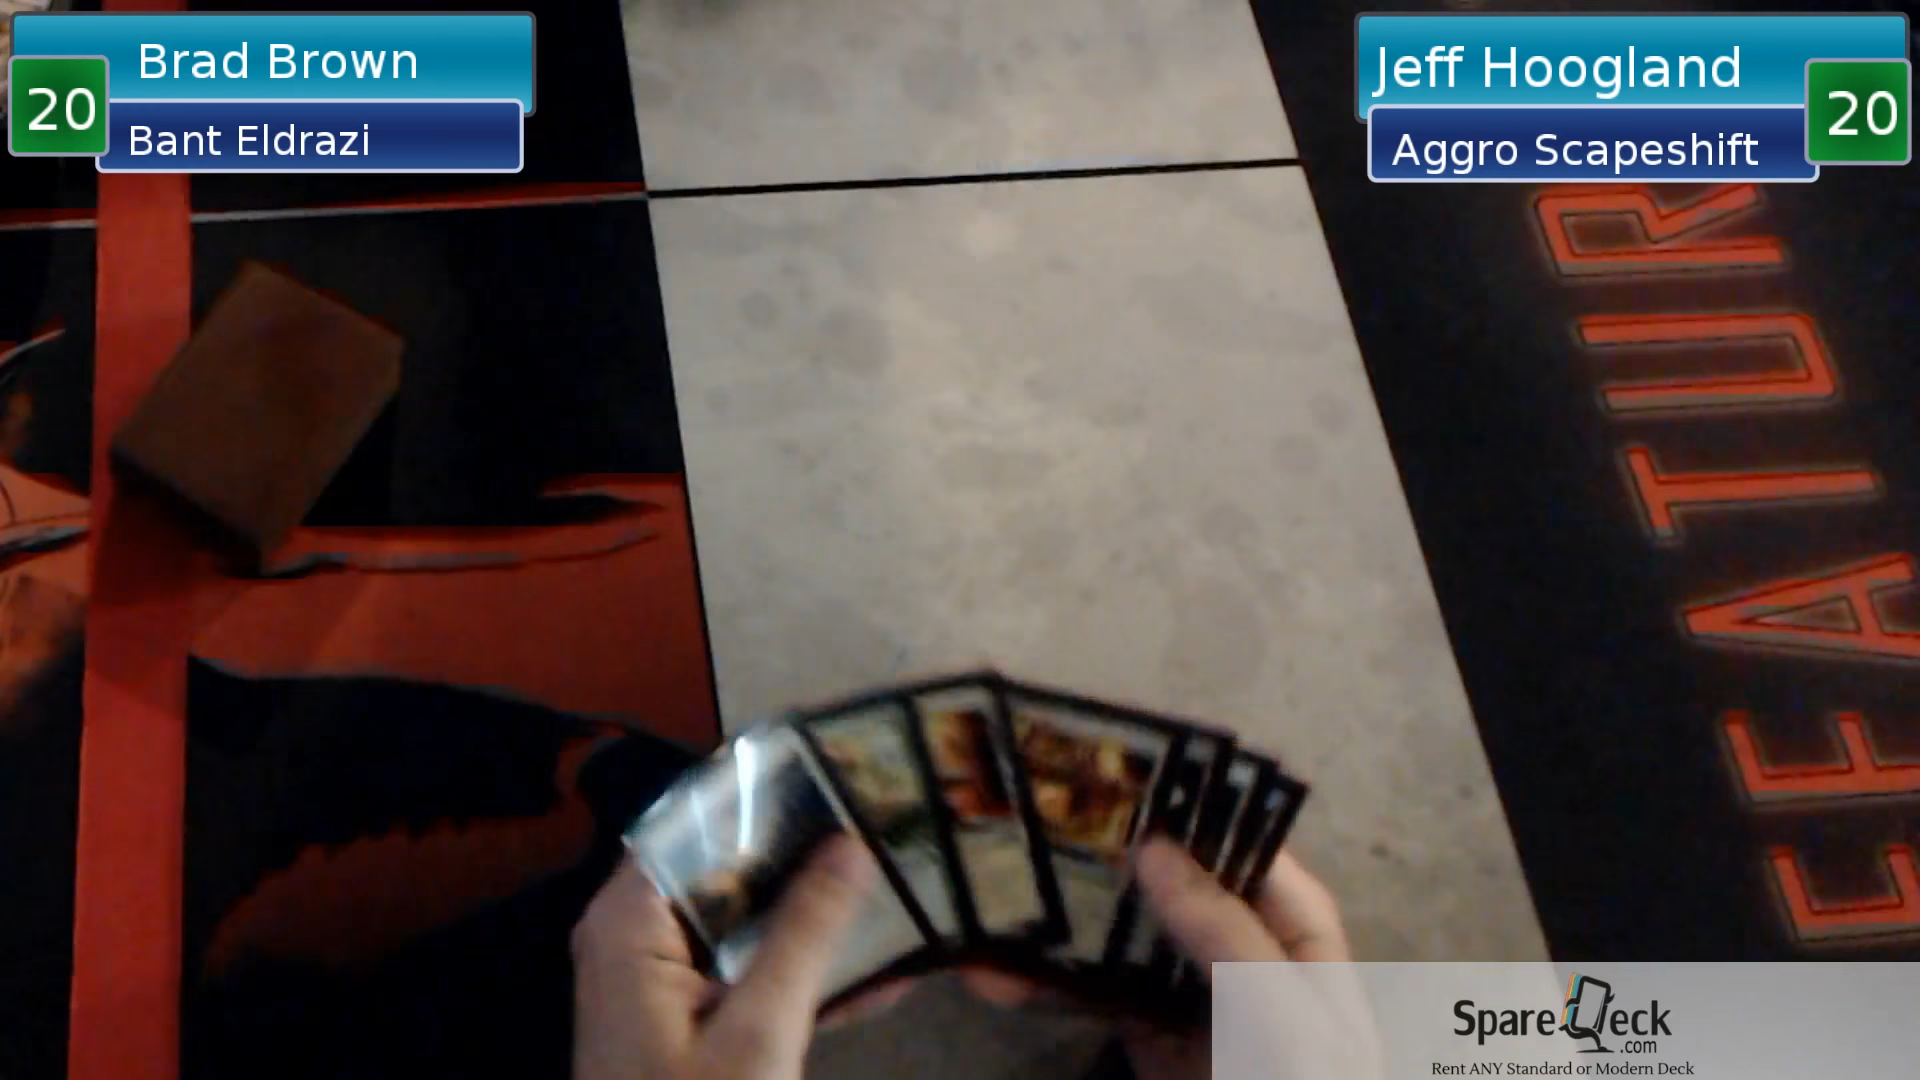 Brad Brown
20
Bant Eldrazi
Jeff Hoogland
20
Aggro Scapeshift
FEATUR
SpareDeck
.com
Rent ANY Standard or Modern Deck